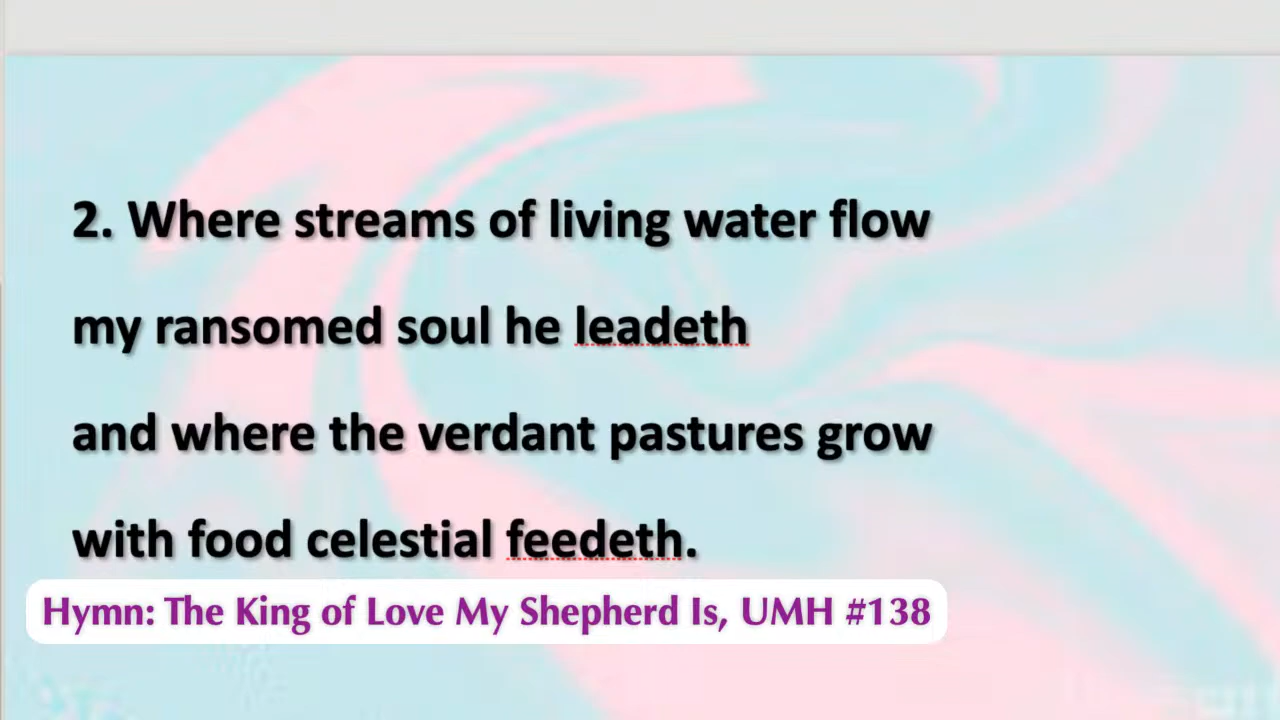 2. Where streams of living water flow
my ransomed soul he leadeth
and where the verdant pastures grow
with food celestial feedeth.
Hymn: The King of Love My Shepherd Is, UMH #138